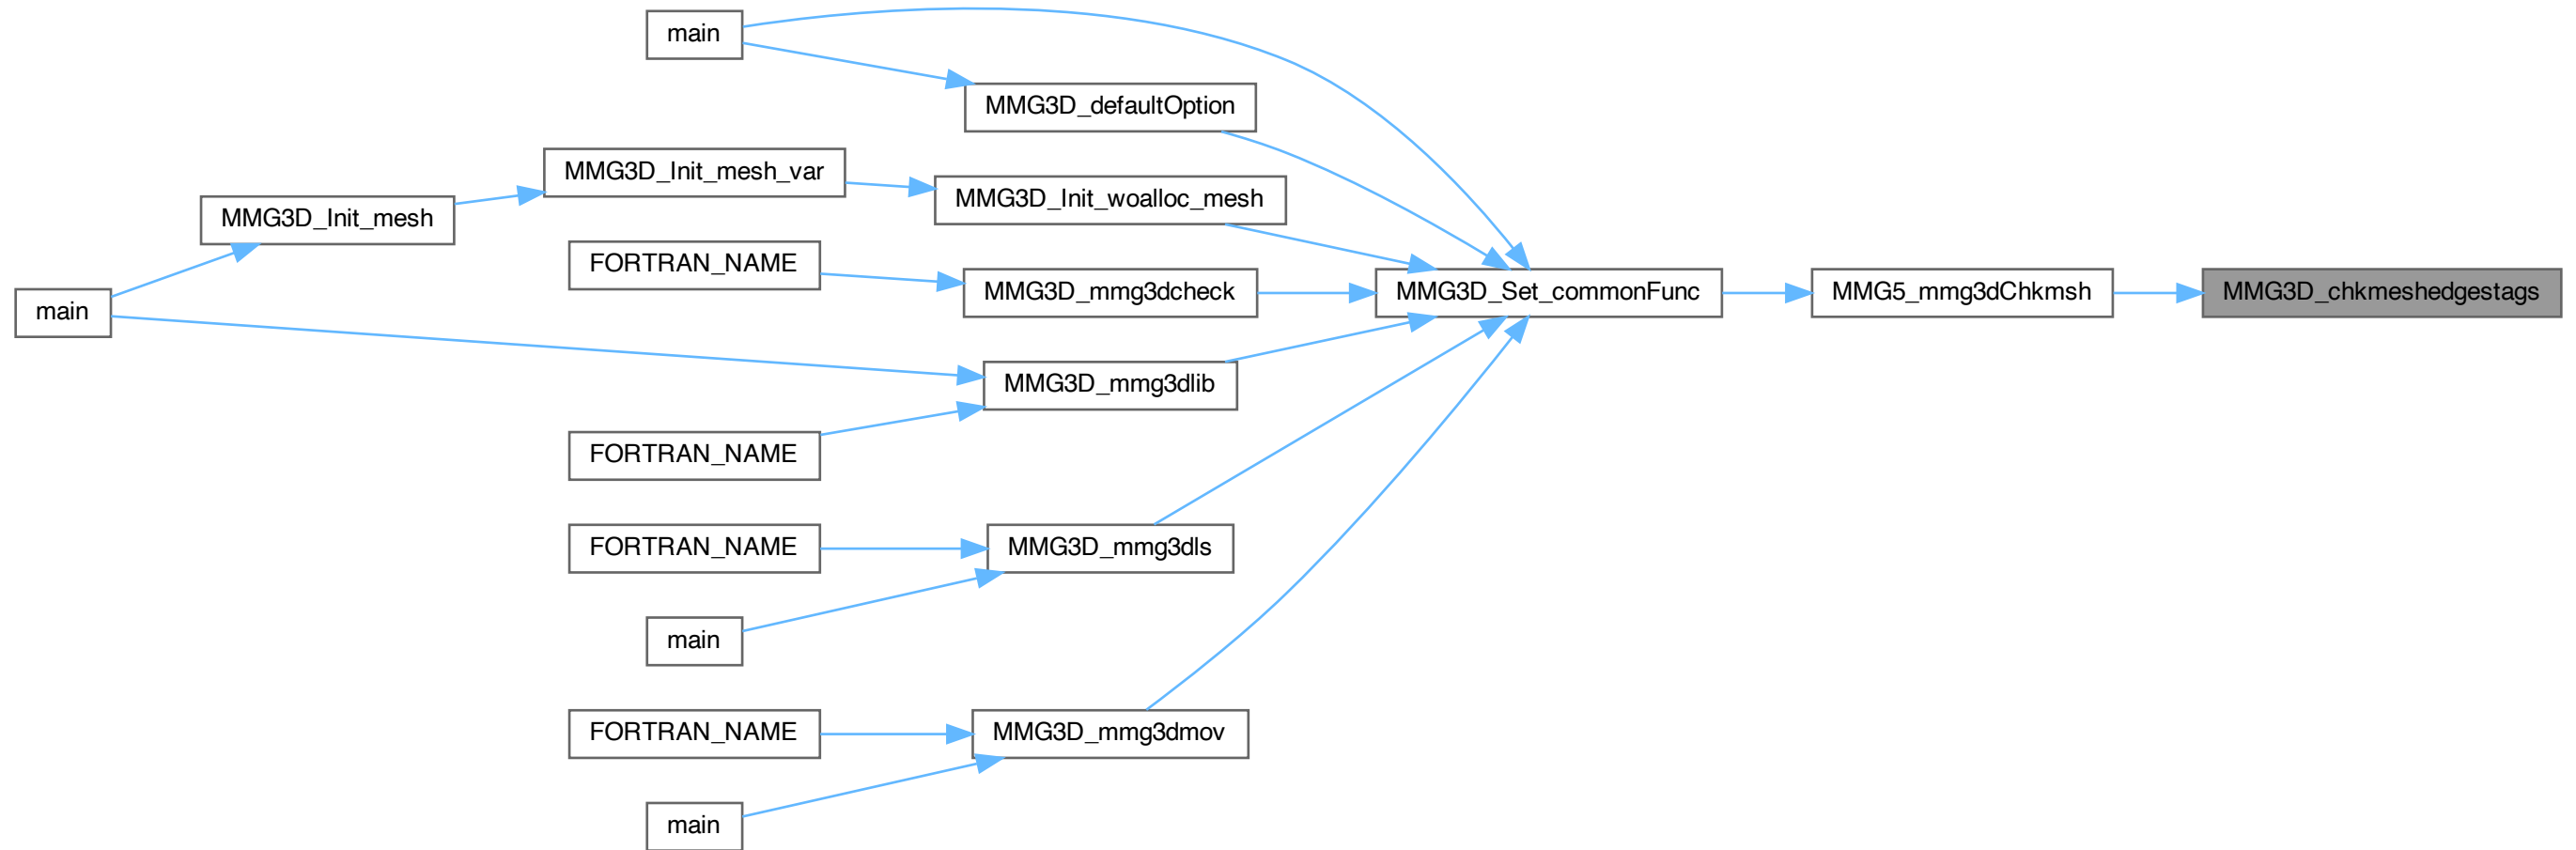 main
MMG3D_defaultOption
MMG3D_Init_mesh_var
MMG3D_Init_woalloc_mesh
MMG3D_Init_mesh
FORTRAN_NAME
MMG3D_mmg3dcheck
MMG3D_Set_commonFunc
MMG5_mmg3dChkmsh
MMG3D_chkmeshedgestags
main
MMG3D_mmg3dlib
FORTRAN_NAME
FORTRAN_NAME
MMG3D_mmg3dls
main
FORTRAN_NAME
MMG3D_mmg3dmov
main